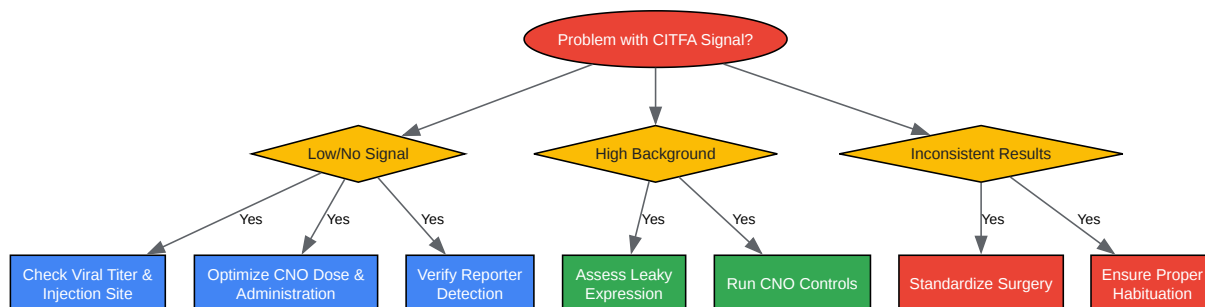 Problem with CITFA Signal?
Low/No Signal
High Background
Inconsistent Results
Yes
Yes
Yes
Yes
Yes
Yes
Yes
Check Viral Titer &
Injection Site
Optimize CNO Dose &
Administration
Verify Reporter
Detection
Assess Leaky
Expression
Run CNO Controls
Standardize Surgery
Ensure Proper
Habituation